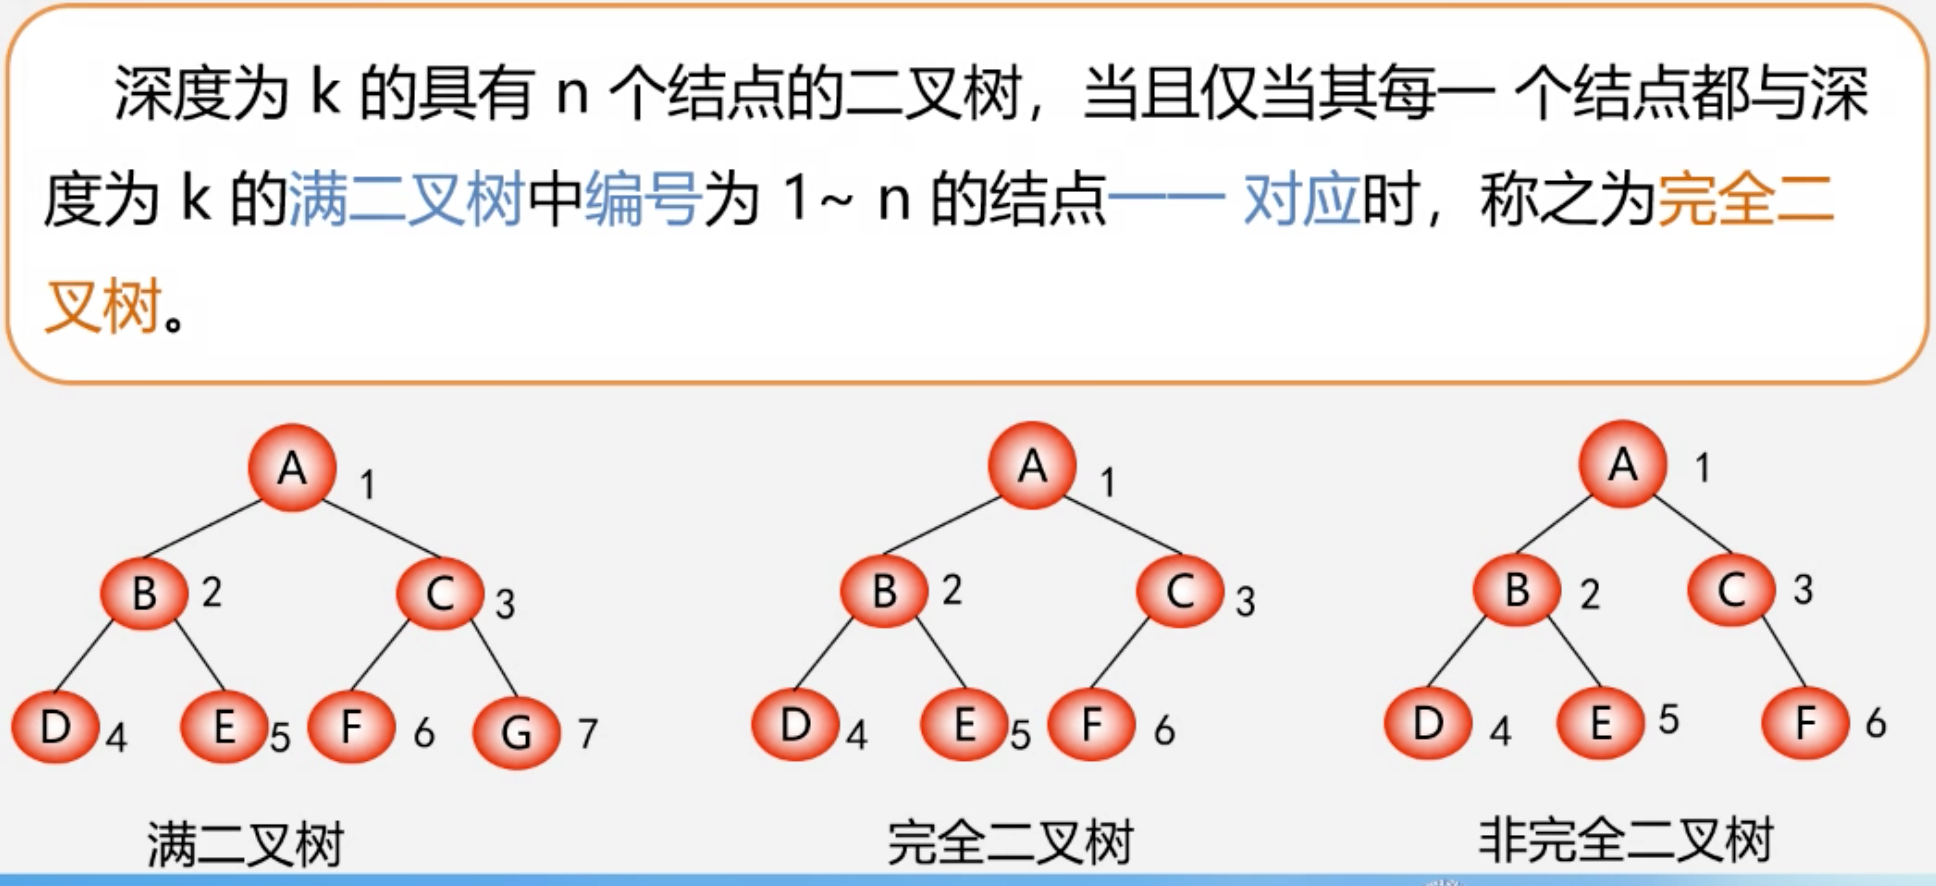 深度为 k 的具有 n 个结点的二叉树，当且仅当其每一 个结点都与深
度为 k 的满二叉树中编号为 1~ n 的结点一一 对应时，称之为完全二
叉树。
A 1
B 2 C 3
D 4 E 5 F 6 G 7
满二叉树
A 1
B 2 C 3
D 4 E 5 F 6
完全二叉树
A 1
B 2 C 3
D 4 E 5 F 6
非完全二叉树